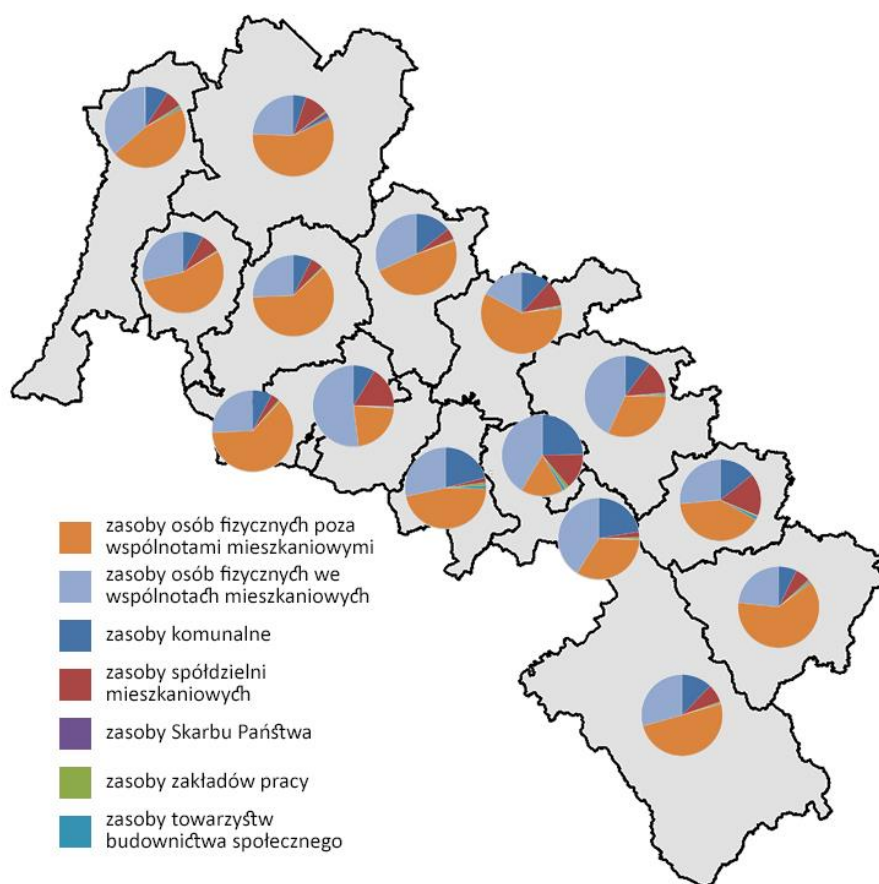 zasoby osób fizycznych poza
wspólnotami mieszkaniowymi
zasoby osób fizycznych we
wspólnotach mieszkaniowych
zasoby komunalne
zasoby spółdzielni
mieszkaniowych
zasoby Skarbu Państwa
zasoby zakładów pracy
zasoby towarzystw
budownictwa społecznego